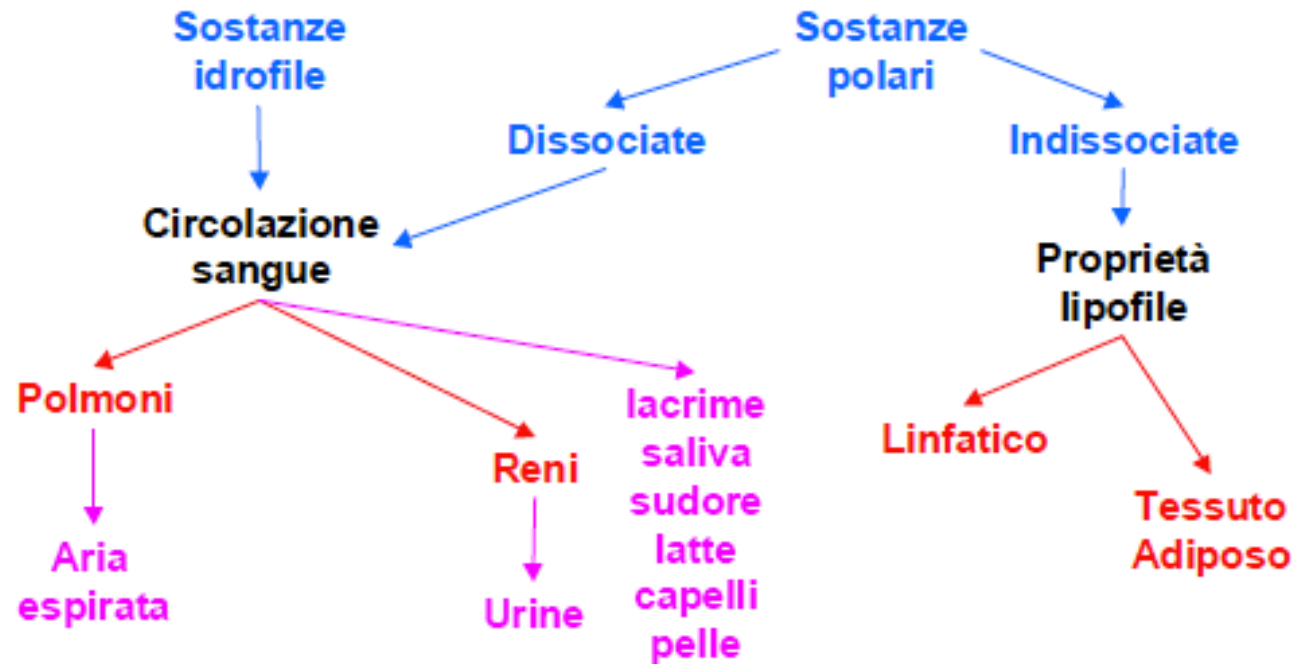 Sostanze
idrofile
Sostanze
polari
Dissociate
Indissociate
Circolazione
sangue
Proprietà
lipofile
Polmoni
Reni
lacrime
saliva
sudore
latte
capelli
pelle
Linfatico
Tessuto
Adiposo
Aria
espirata
Urine